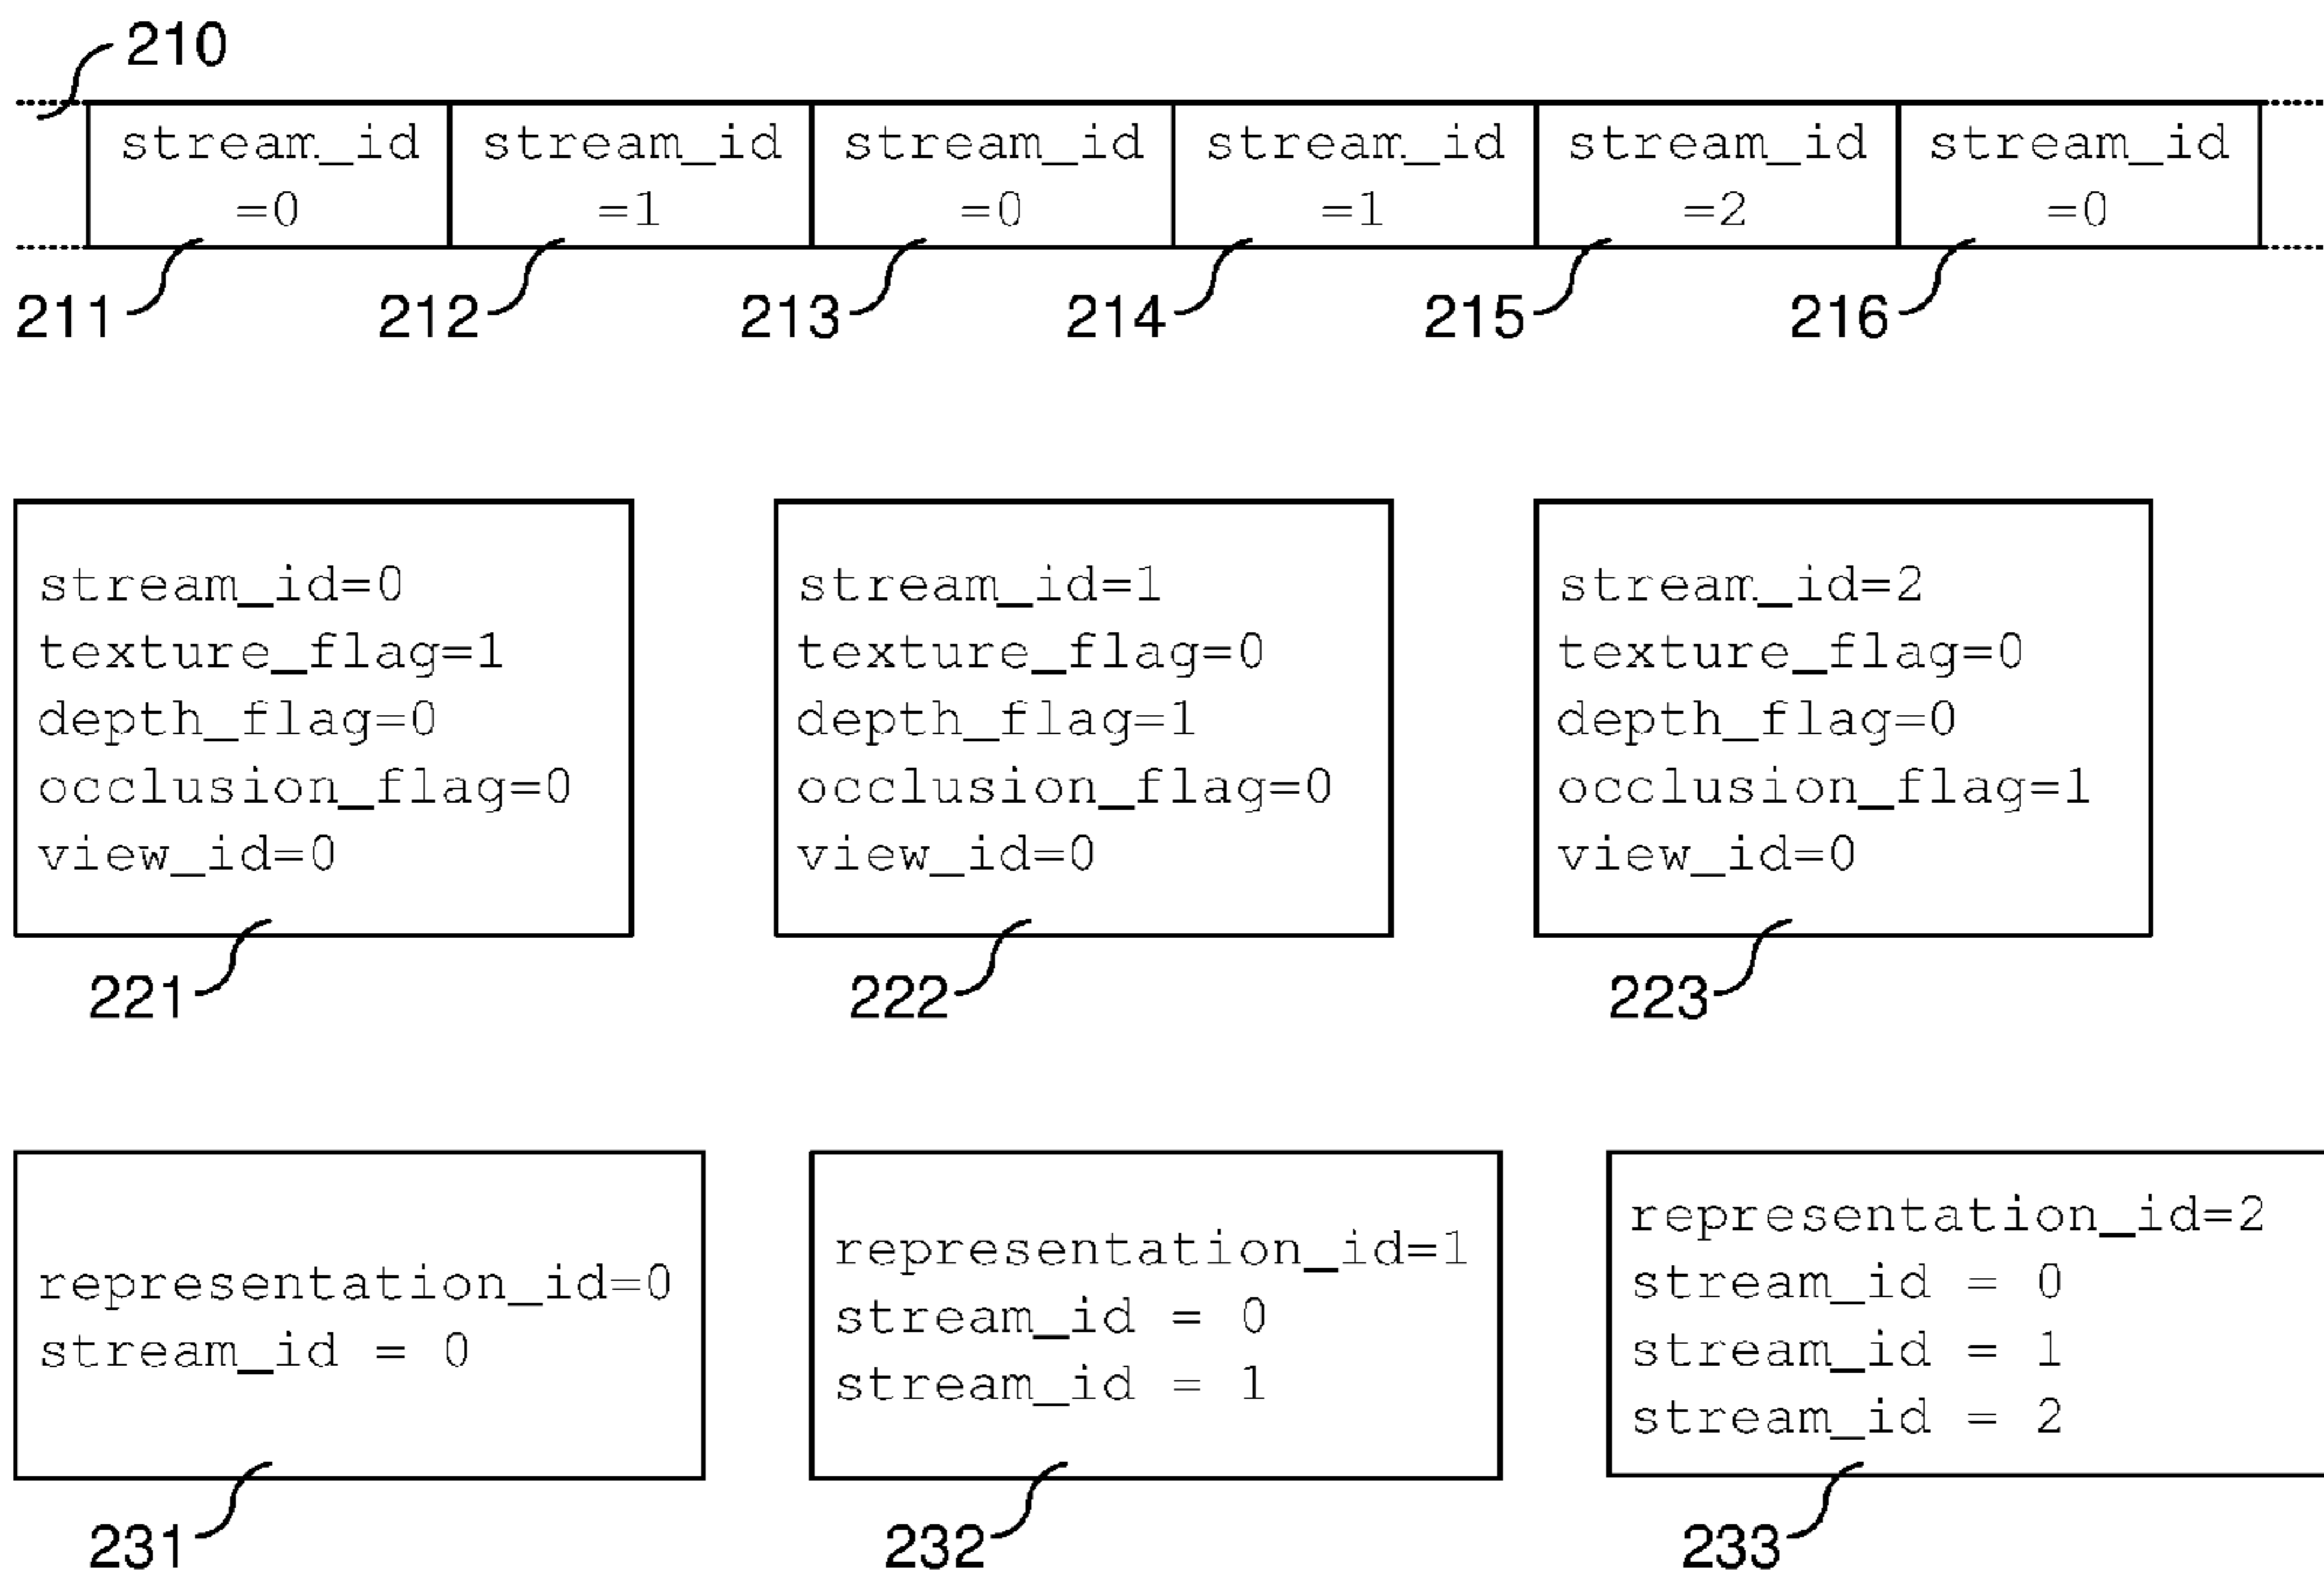 210
stream_id stream_id stream_id stream_id stream_id stream_id
=0 =1 =0 =1 =2 =0
211 212 213 214 215 216
stream_id=0
texture_flag=1
depth_flag=0
occlusion_flag=0
view_id=0
221
stream_id=1
texture_flag=0
depth_flag=1
occlusion_flag=0
view_id=0
222
stream_id=2
texture_flag=0
depth_flag=0
occlusion_flag=1
view_id=0
223
representation_id=0
stream_id = 0
231
representation_id=1
stream_id = 0
stream_id = 1
232
representation_id=2
stream_id = 0
stream_id = 1
stream_id = 2
233